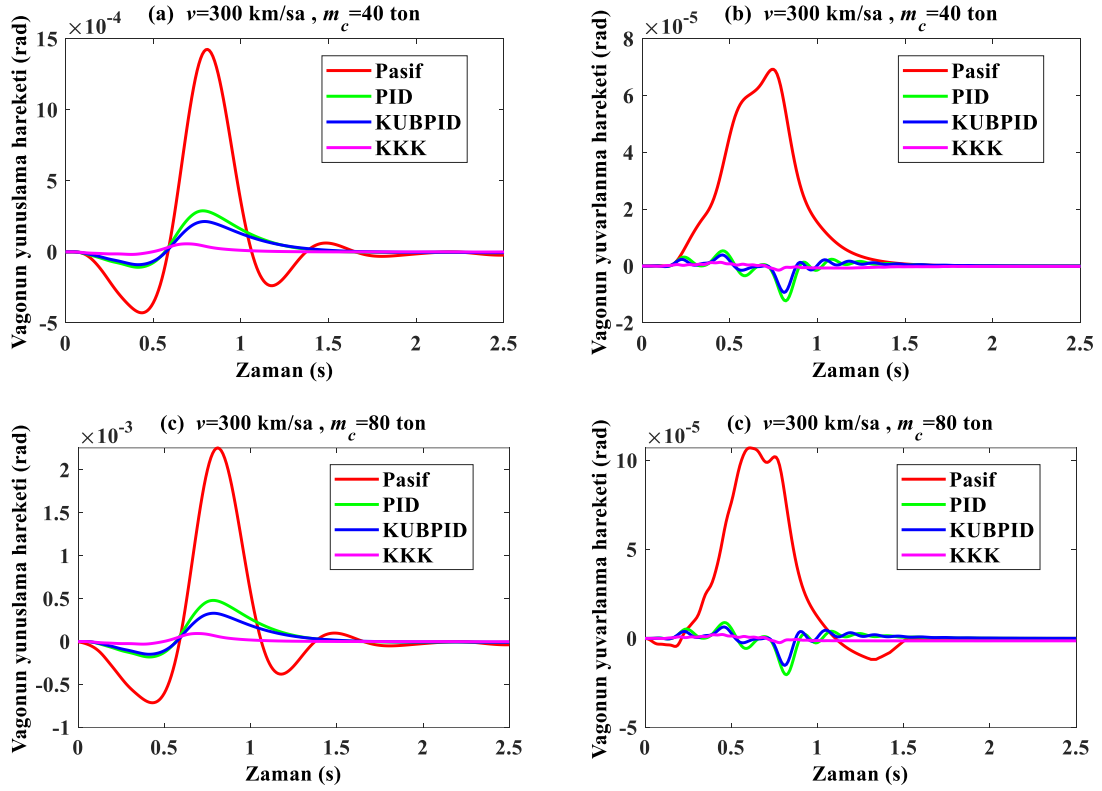 (a) v=300 km/sa , m_c=40 ton
×10^-4
Vagonun yunuslama hareketi (rad)
15
10
5
0
-5
Pasif
PID
KUBPID
KKK
0 0.5 1 1.5 2 2.5
Zaman (s)
(b) v=300 km/sa , m_c=40 ton
×10^-5
Vagonun yuvarlanma hareketi (rad)
8
6
4
2
0
-2
Pasif
PID
KUBPID
KKK
0 0.5 1 1.5 2 2.5
Zaman (s)
(c) v=300 km/sa , m_c=80 ton
×10^-3
Vagonun yunuslama hareketi (rad)
2
1.5
1
0.5
0
-0.5
-1
Pasif
PID
KUBPID
KKK
0 0.5 1 1.5 2 2.5
Zaman (s)
(c) v=300 km/sa , m_c=80 ton
×10^-5
Vagonun yuvarlanma hareketi (rad)
10
5
0
-5
Pasif
PID
KUBPID
KKK
0 0.5 1 1.5 2 2.5
Zaman (s)